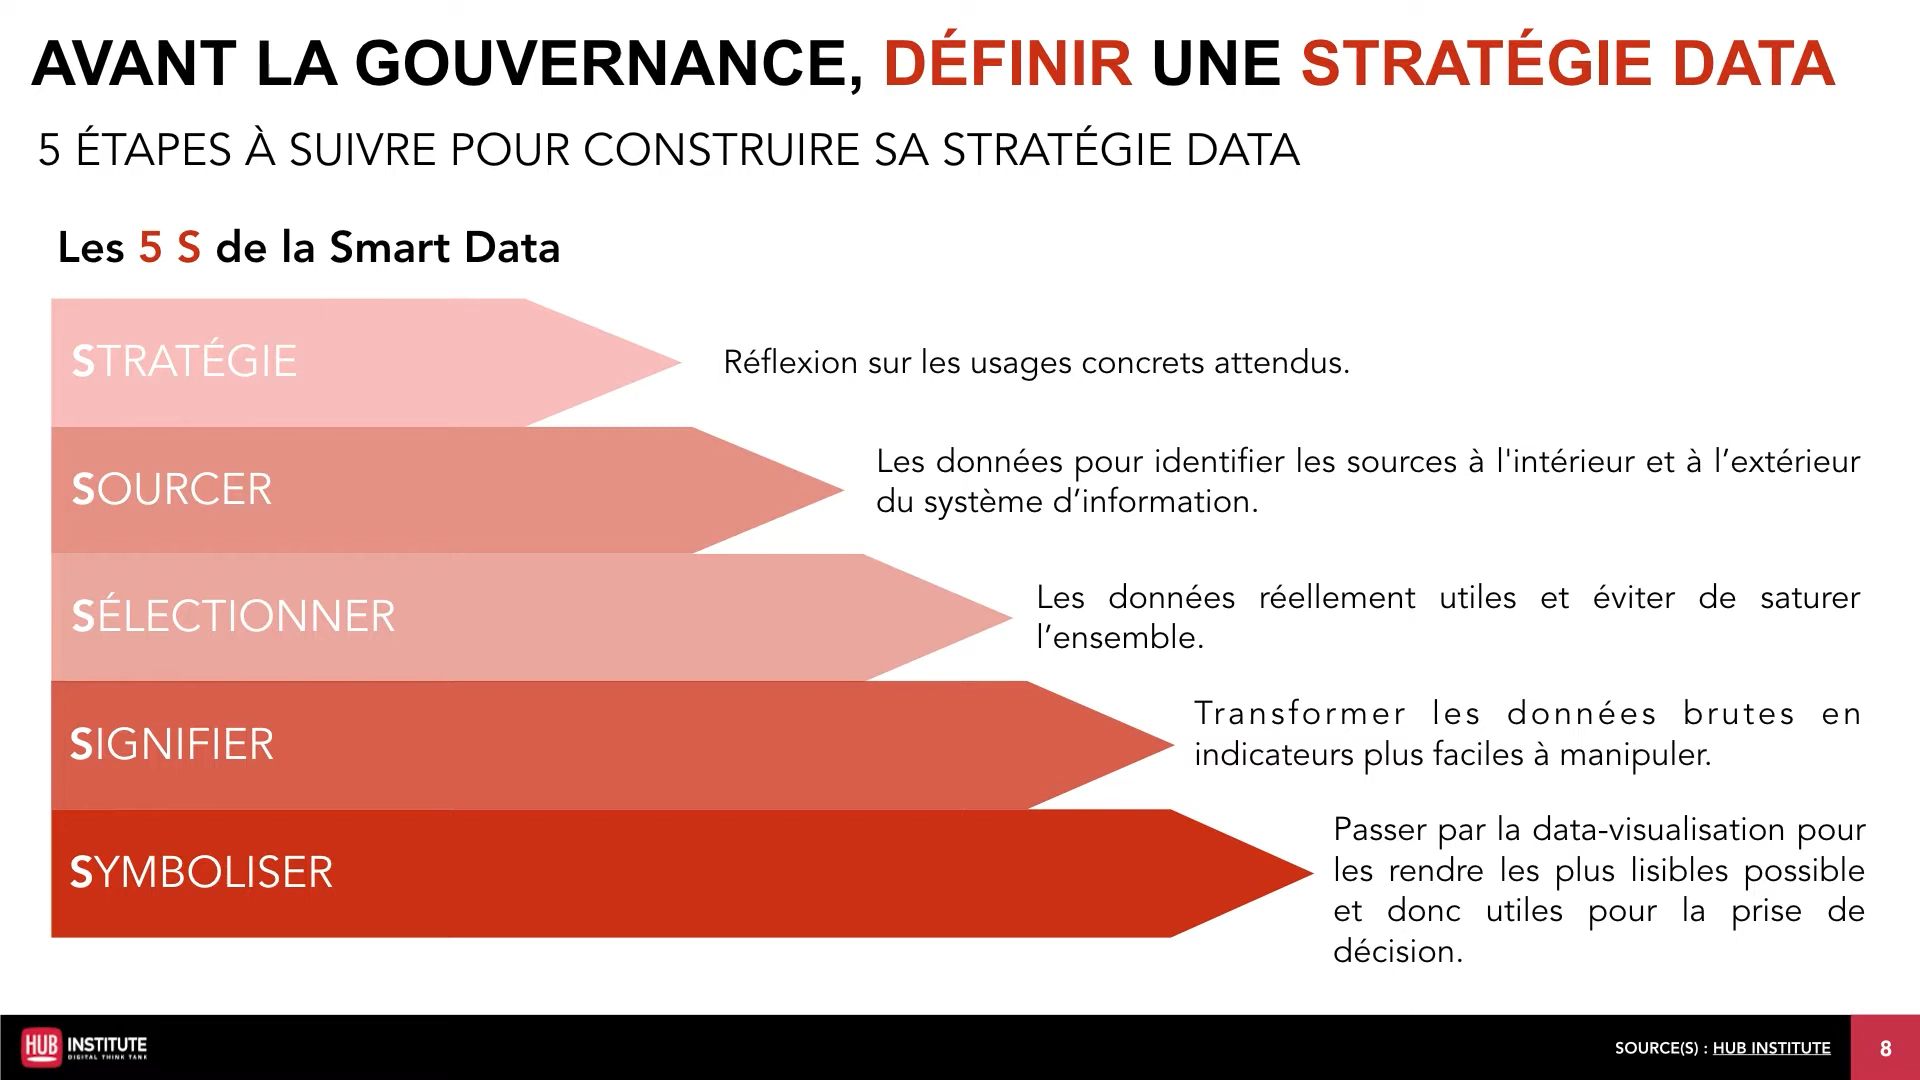 AVANT LA GOUVERNANCE, DÉFINIR UNE STRATÉGIE DATA
5 ÉTAPES À SUIVRE POUR CONSTRUIRE SA STRATÉGIE DATA
Les 5 S de la Smart Data
STRATÉGIE
Réflexion sur les usages concrets attendus.
SOURCER
Les données pour identifier les sources à l'intérieur et à l’extérieur
du système d’information.
SÉLECTIONNER
Les données réellement utiles et éviter de saturer
l’ensemble.
SIGNIFIER
Transformer les données brutes en
indicateurs plus faciles à manipuler.
SYMBOLISER
Passer par la data-visualisation pour
les rendre les plus lisibles possible
et donc utiles pour la prise de
décision.
HUB INSTITUTE
DIGITAL THINK TANK
SOURCE(S) : HUB INSTITUTE
8